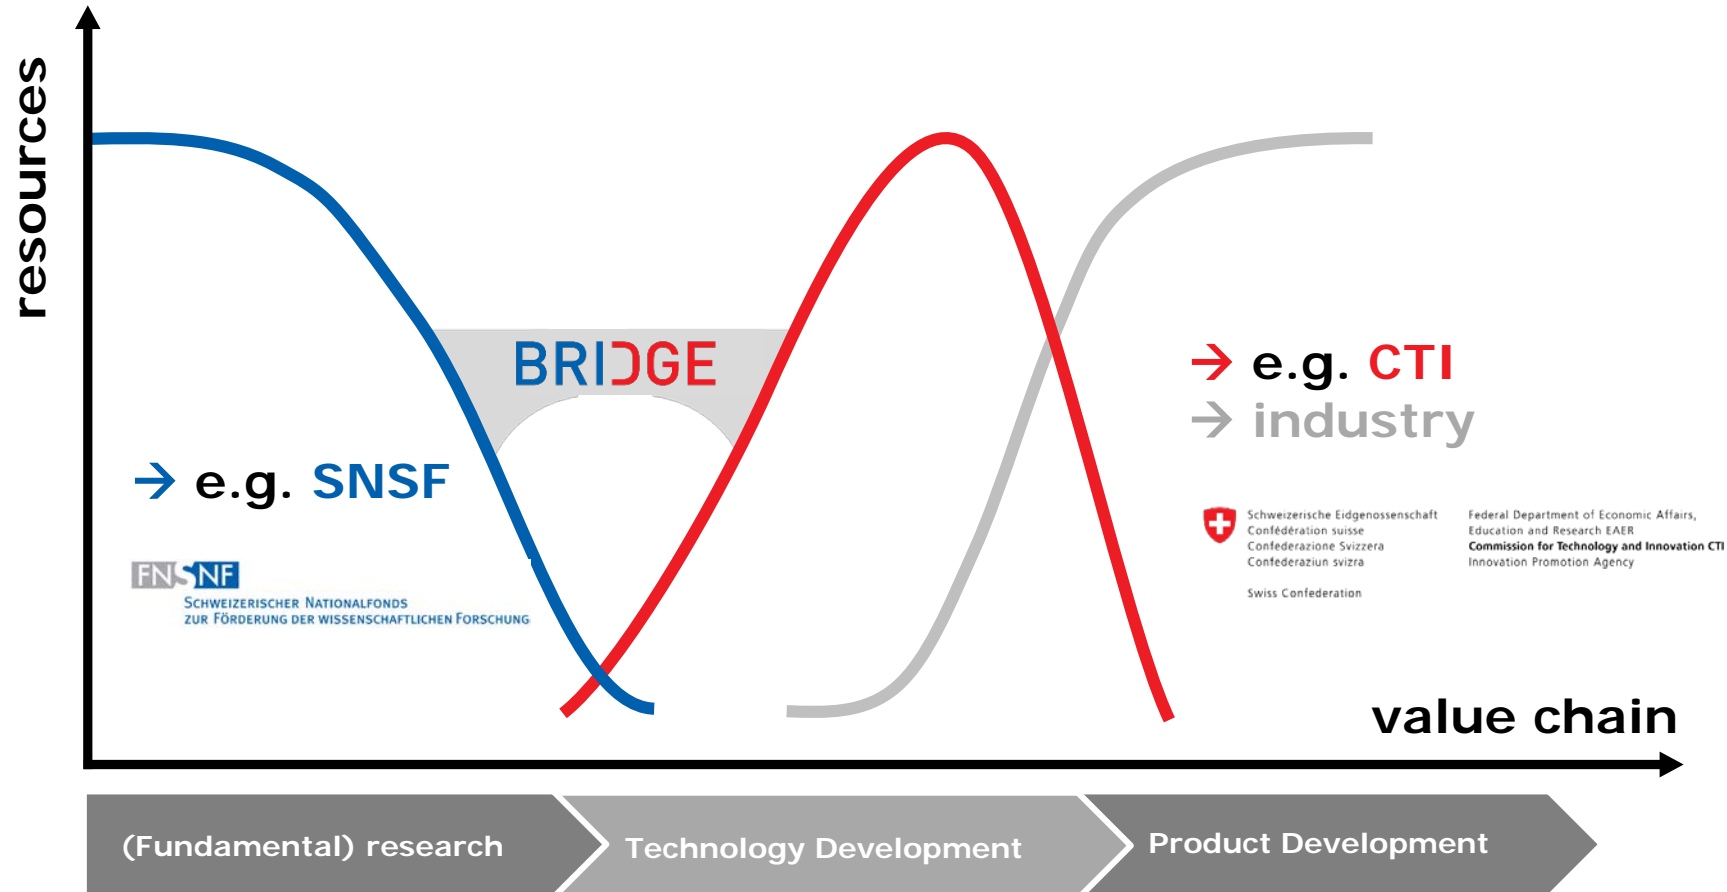 resources
BRIDGE
→ e.g. CTI
→ industry
→ e.g. SNSF
Schweizerische Eidgenossenschaft
Confédération suisse
Confederazione Svizzera
Confederaziun svizra
Swiss Confederation
Federal Department of Economic Affairs,
Education and Research EAER
Commission for Technology and Innovation CTI
Innovation Promotion Agency
FNSNF
SCHWEIZERISCHER NATIONALFONDS
ZUR FÖRDERUNG DER WISSENSCHAFTLICHEN FORSCHUNG
value chain
(Fundamental) research
Technology Development
Product Development